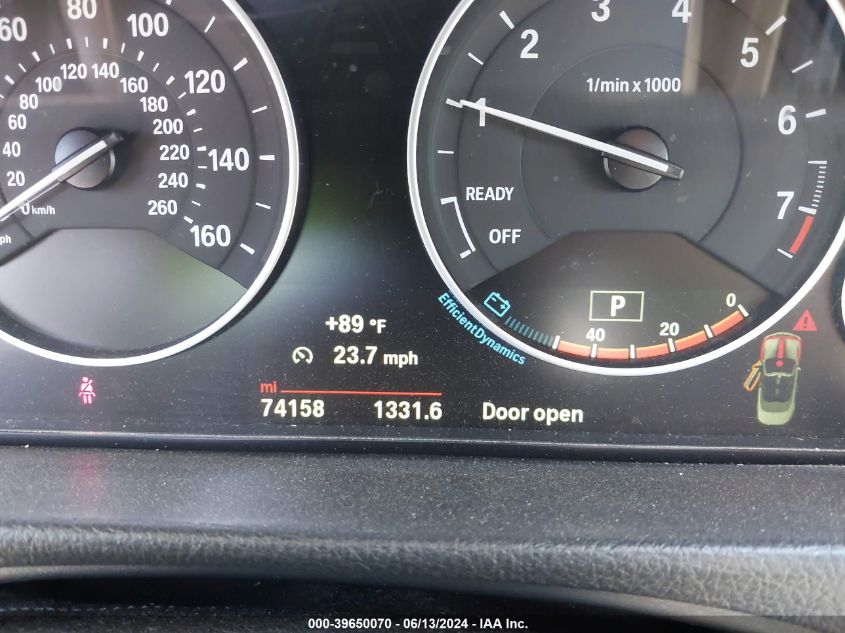 60 80 100 120 140 160
20 40 60 80 100 120 140 160 180 200 220 240 260
0 km/h
mph
1 2 3 4 5 6 7
1/min x 1000
READY
OFF
P
40 20 0
EfficientDynamics
+89 °F
23.7 mph
mi
74158 1331.6 Door open
000-39650070 - 06/13/2024 - IAA Inc.